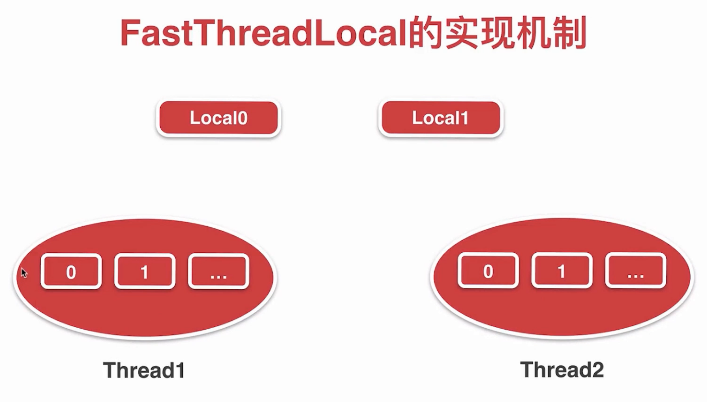 FastThreadLocal的实现机制
Local0 Local1
0 1 ... 0 1 ...
Thread1 Thread2